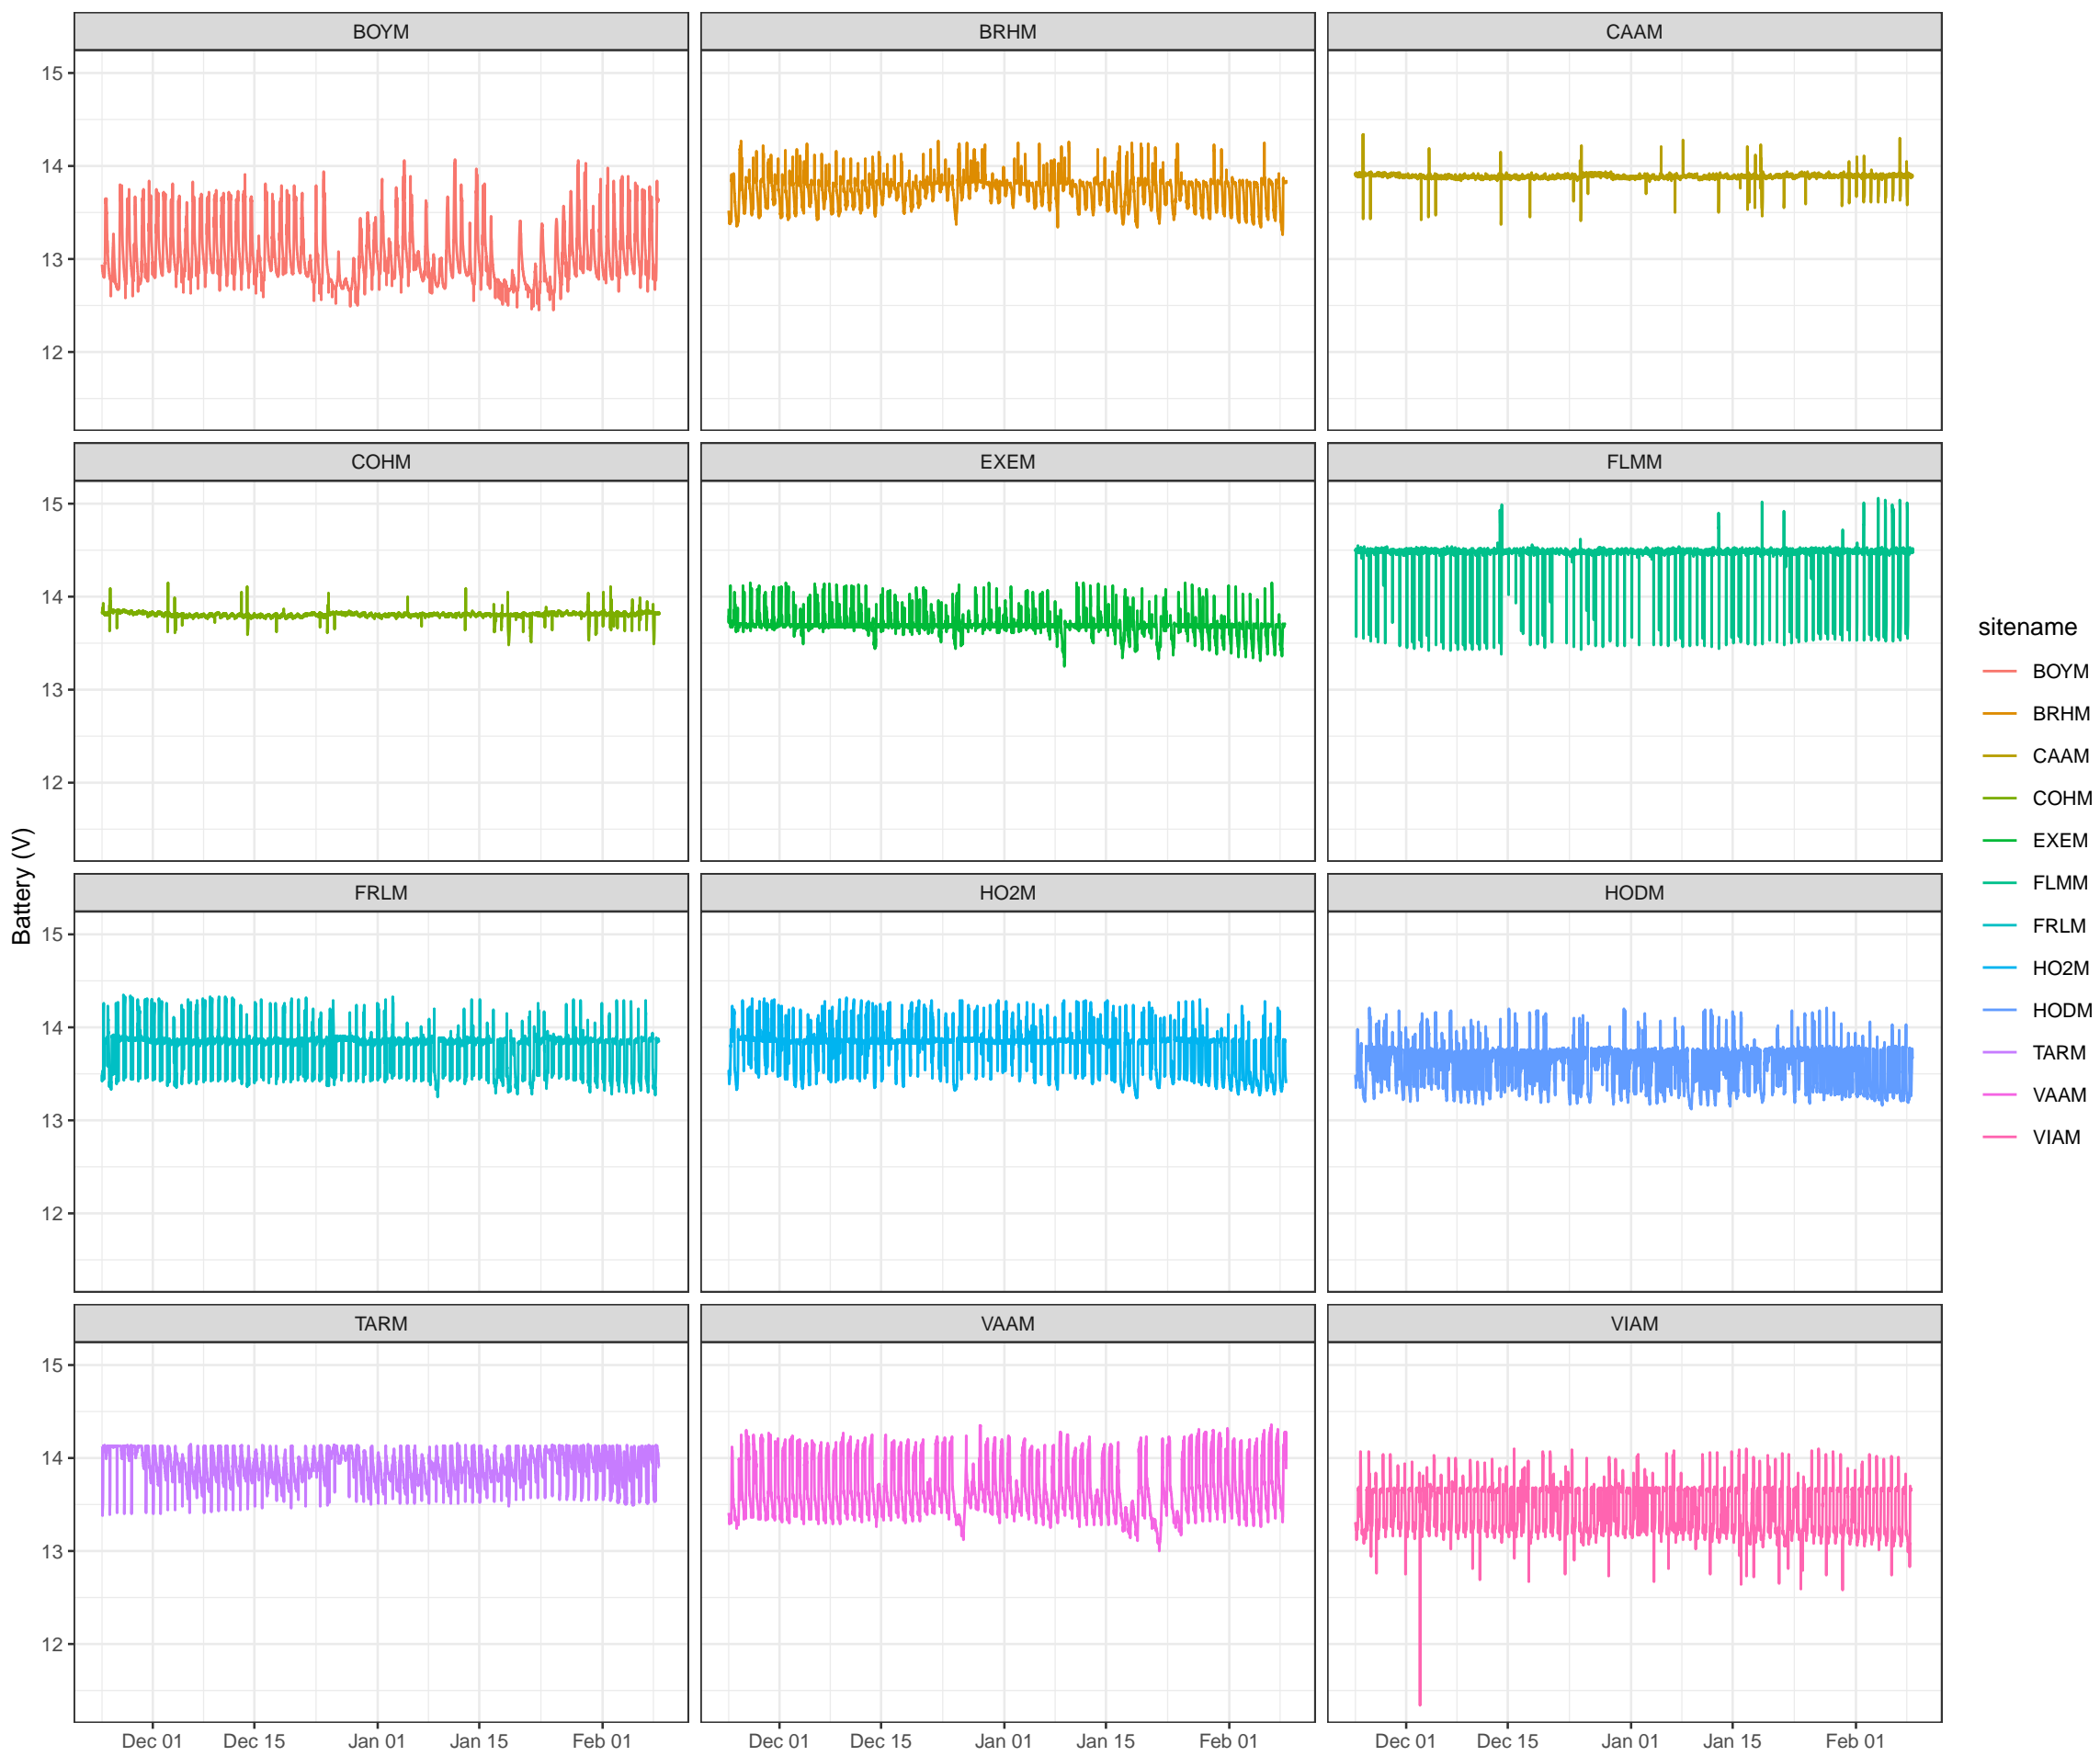 BOYM BRHM CAAM
15
14
13
12
COHM EXEM FLMM
15
14
13
12
Battery (V)
sitename
BOYM
BRHM
CAAM
COHM
EXEM
FLMM
FRLM
HO2M
HODM
TARM
VAAM
VIAM
FRLM HO2M HODM
15
14
13
12
TARM VAAM VIAM
15
14
13
12
Dec 01 Dec 15 Jan 01 Jan 15 Feb 01 Dec 01 Dec 15 Jan 01 Jan 15 Feb 01 Dec 01 Dec 15 Jan 01 Jan 15 Feb 01